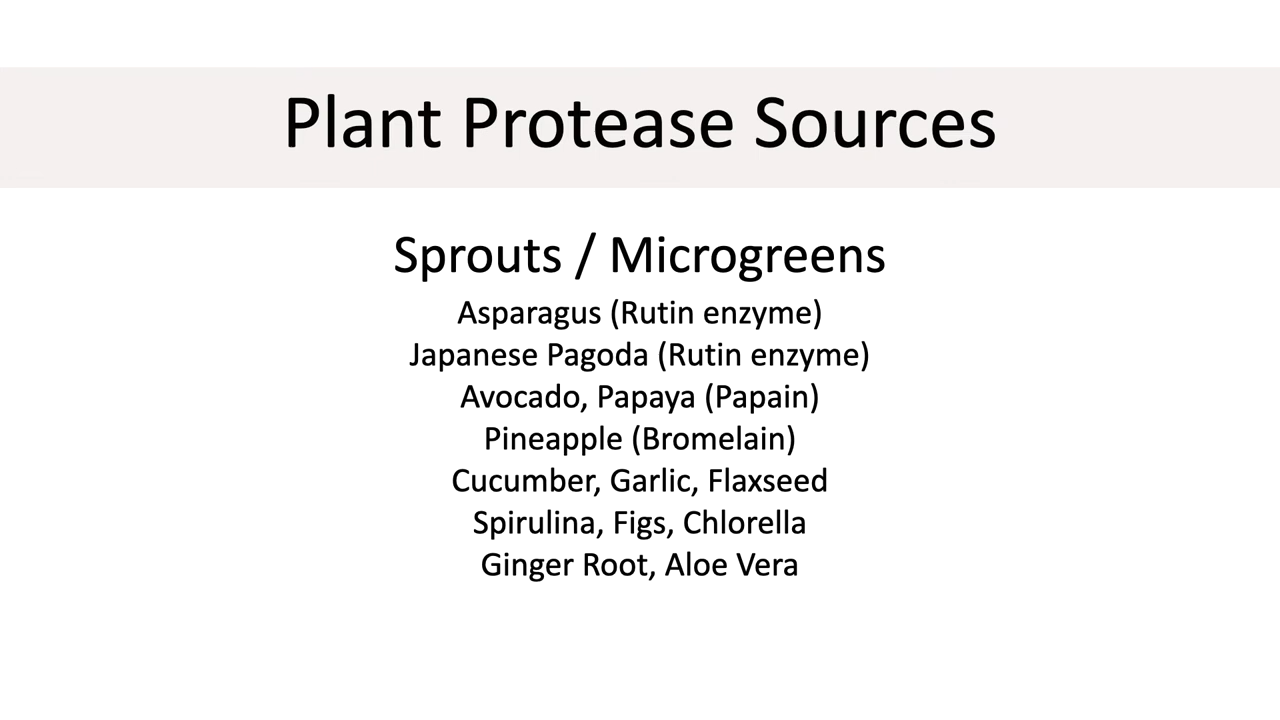 Plant Protease Sources
Sprouts / Microgreens
Asparagus (Rutin enzyme)
Japanese Pagoda (Rutin enzyme)
Avocado, Papaya (Papain)
Pineapple (Bromelain)
Cucumber, Garlic, Flaxseed
Spirulina, Figs, Chlorella
Ginger Root, Aloe Vera